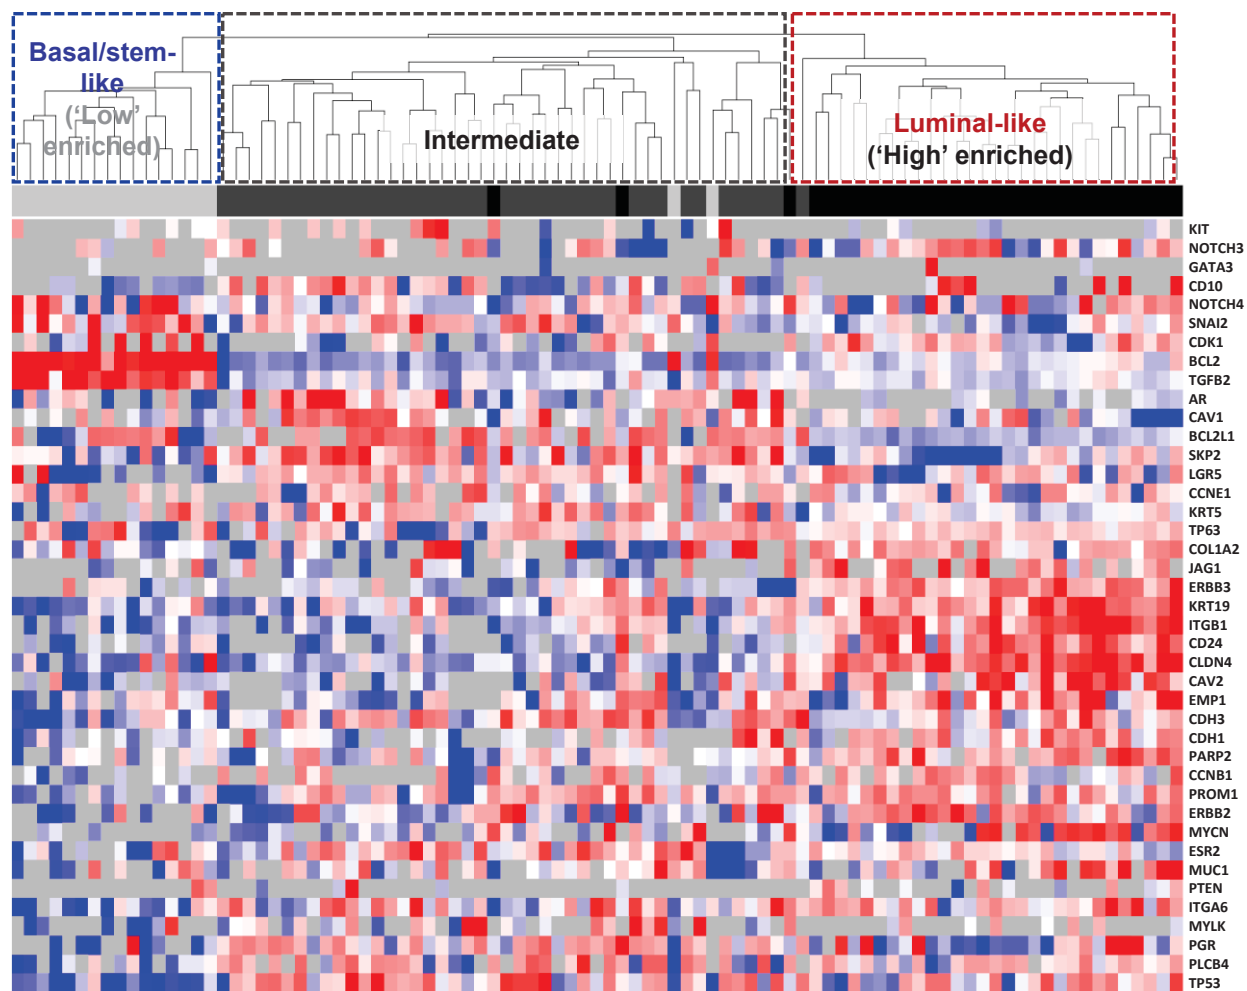 Basal/stem-
like
(‘Low’
enriched)
Intermediate
Luminal-like
(‘High’ enriched)
KIT
NOTCH3
GATA3
CD10
NOTCH4
SNAI2
CDK1
BCL2
TGFB2
AR
CAV1
BCL2L1
SKP2
LGR5
CCNE1
KRT5
TP63
COL1A2
JAG1
ERBB3
KRT19
ITGB1
CD24
CLDN4
CAV2
EMP1
CDH3
CDH1
PARP2
CCNB1
PROM1
ERBB2
MYCN
ESR2
MUC1
PTEN
ITGA6
MYLK
PGR
PLCB4
TP53